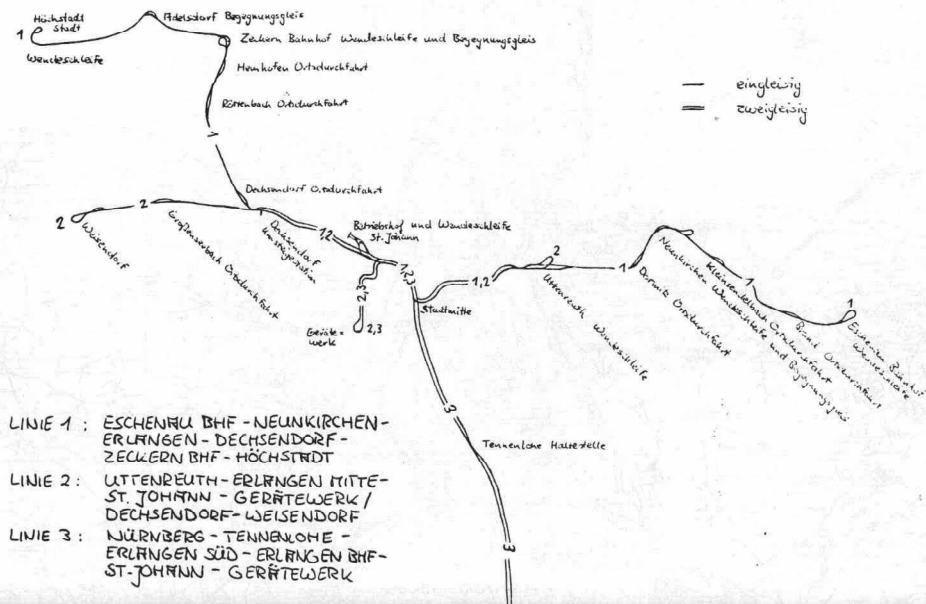 Höchstadt
Stadt
1
Wendeschleife
Adelsdorf Begegnungsgleis
Zeckern Bahnhof Wendeschleife und Begegnungsgleis
Hemhofen Ortsdurchfahrt
Röttenbach Ortsdurchfahrt
eingleisig
zweigleisig
1
Dechsendorf Ortsdurchfahrt
2
Weisendorf
2
Großenseebach Ortsdurchfahrt
Dechsendorf
1,2
Betriebshof und Wendeschleife
St. Johann
2,3
Geräte-
werk
2,3
1,2,3
Stadtmitte
1,2
2
Uttenreuth Wendeschleife
1
Dormitz Ortsdurchfahrt
Neunkirchen Wendeschleife und Begegnungsgleis
Kleinsendelbach Ortsdurchfahrt
1
Brand Ortsdurchfahrt
1
Eschenau Bahnhof
Wendeschleife
3
Tennenlohe Haltestelle
3
LINIE 1 : ESCHENAU BHF - NEUNKIRCHEN -
ERLANGEN - DECHSENDORF -
ZECKERN BHF - HÖCHSTADT
LINIE 2 : UTTENREUTH - ERLANGEN MITTE -
ST. JOHANN - GERÄTEWERK /
DECHSENDORF - WEISENDORF
LINIE 3 : NÜRNBERG - TENNENLOHE -
ERLANGEN SÜD - ERLANGEN BHF -
ST. JOHANN - GERÄTEWERK